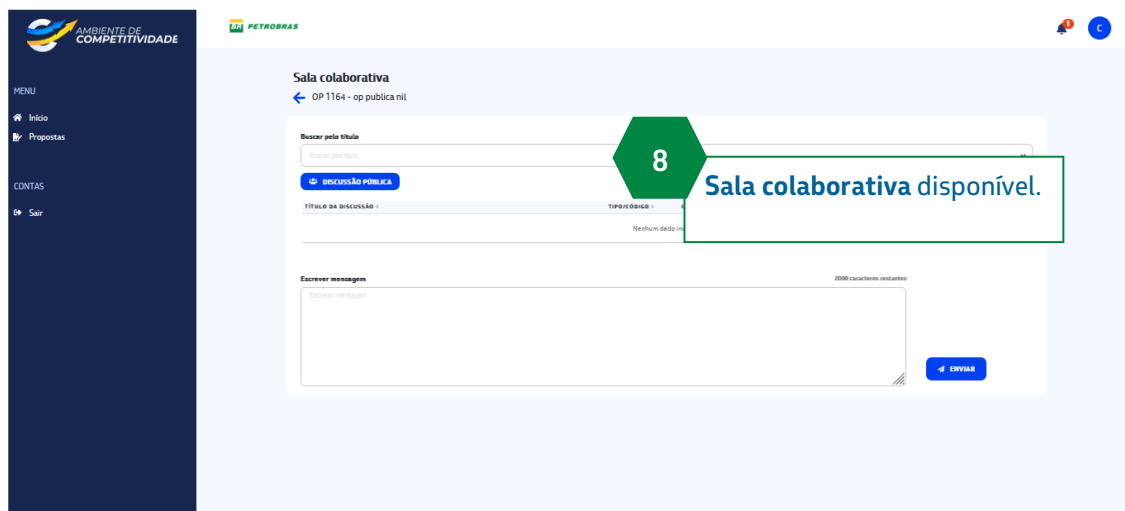 AMBIENTE DE
COMPETITIVIDADE
BR PETROBRAS
1
C
MENU
Início
Propostas
CONTAS
Sair
Sala colaborativa
OP 1164 - op publica nil
Buscar pelo título
Buscar pelo título
DISCUSSÃO PÚBLICA
TÍTULO DA DISCUSSÃO
TIPO/CÓDIGO
Nenhum dado
8
Sala colaborativa disponível.
Escrever mensagem
2000 caracteres restantes
Escrever mensagem
ENVIAR